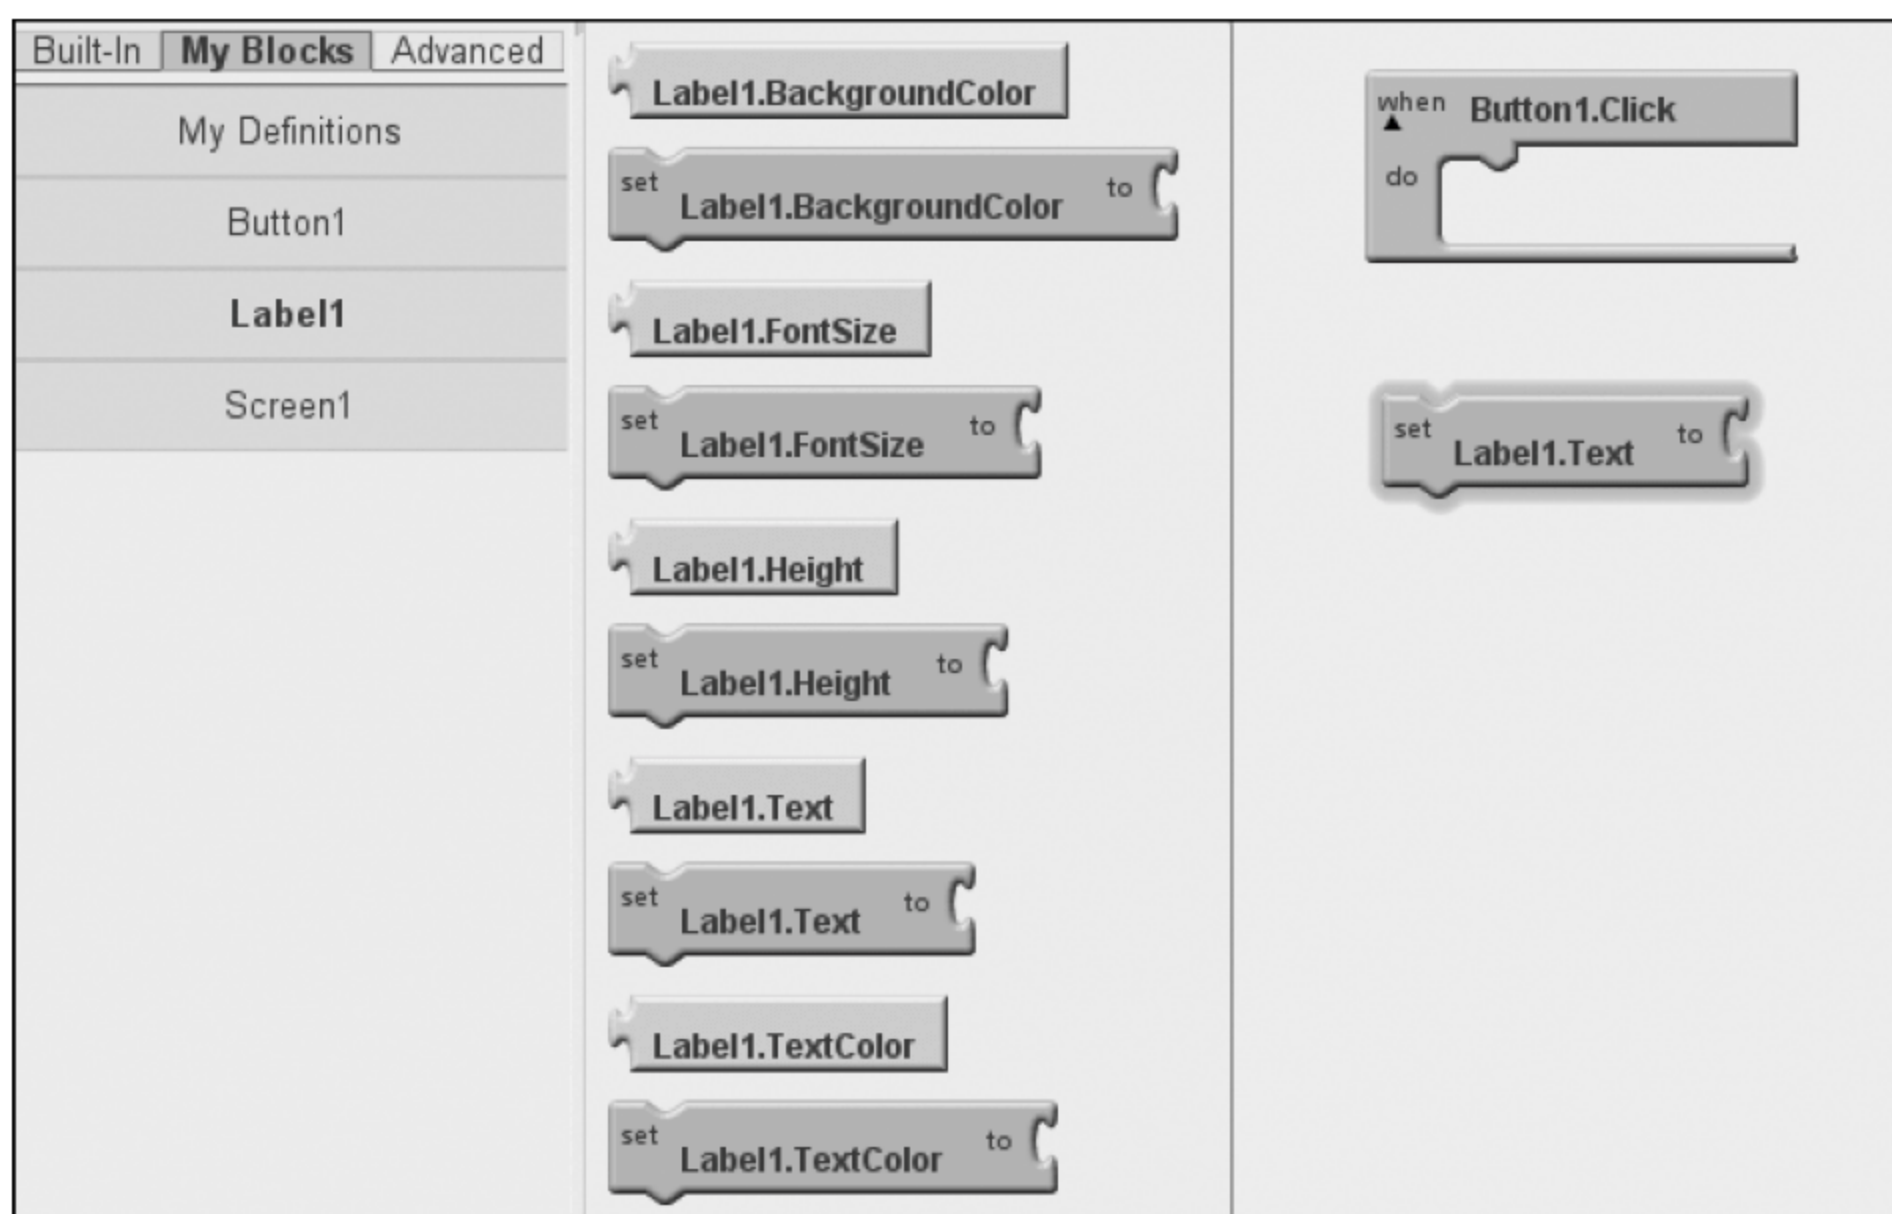 Built-In My Blocks Advanced
My Definitions
Button1
Label1
Screen1
Label1.BackgroundColor
set Label1.BackgroundColor to
Label1.FontSize
set Label1.FontSize to
Label1.Height
set Label1.Height to
Label1.Text
set Label1.Text to
Label1.TextColor
set Label1.TextColor to
when Button1.Click
do
set Label1.Text to